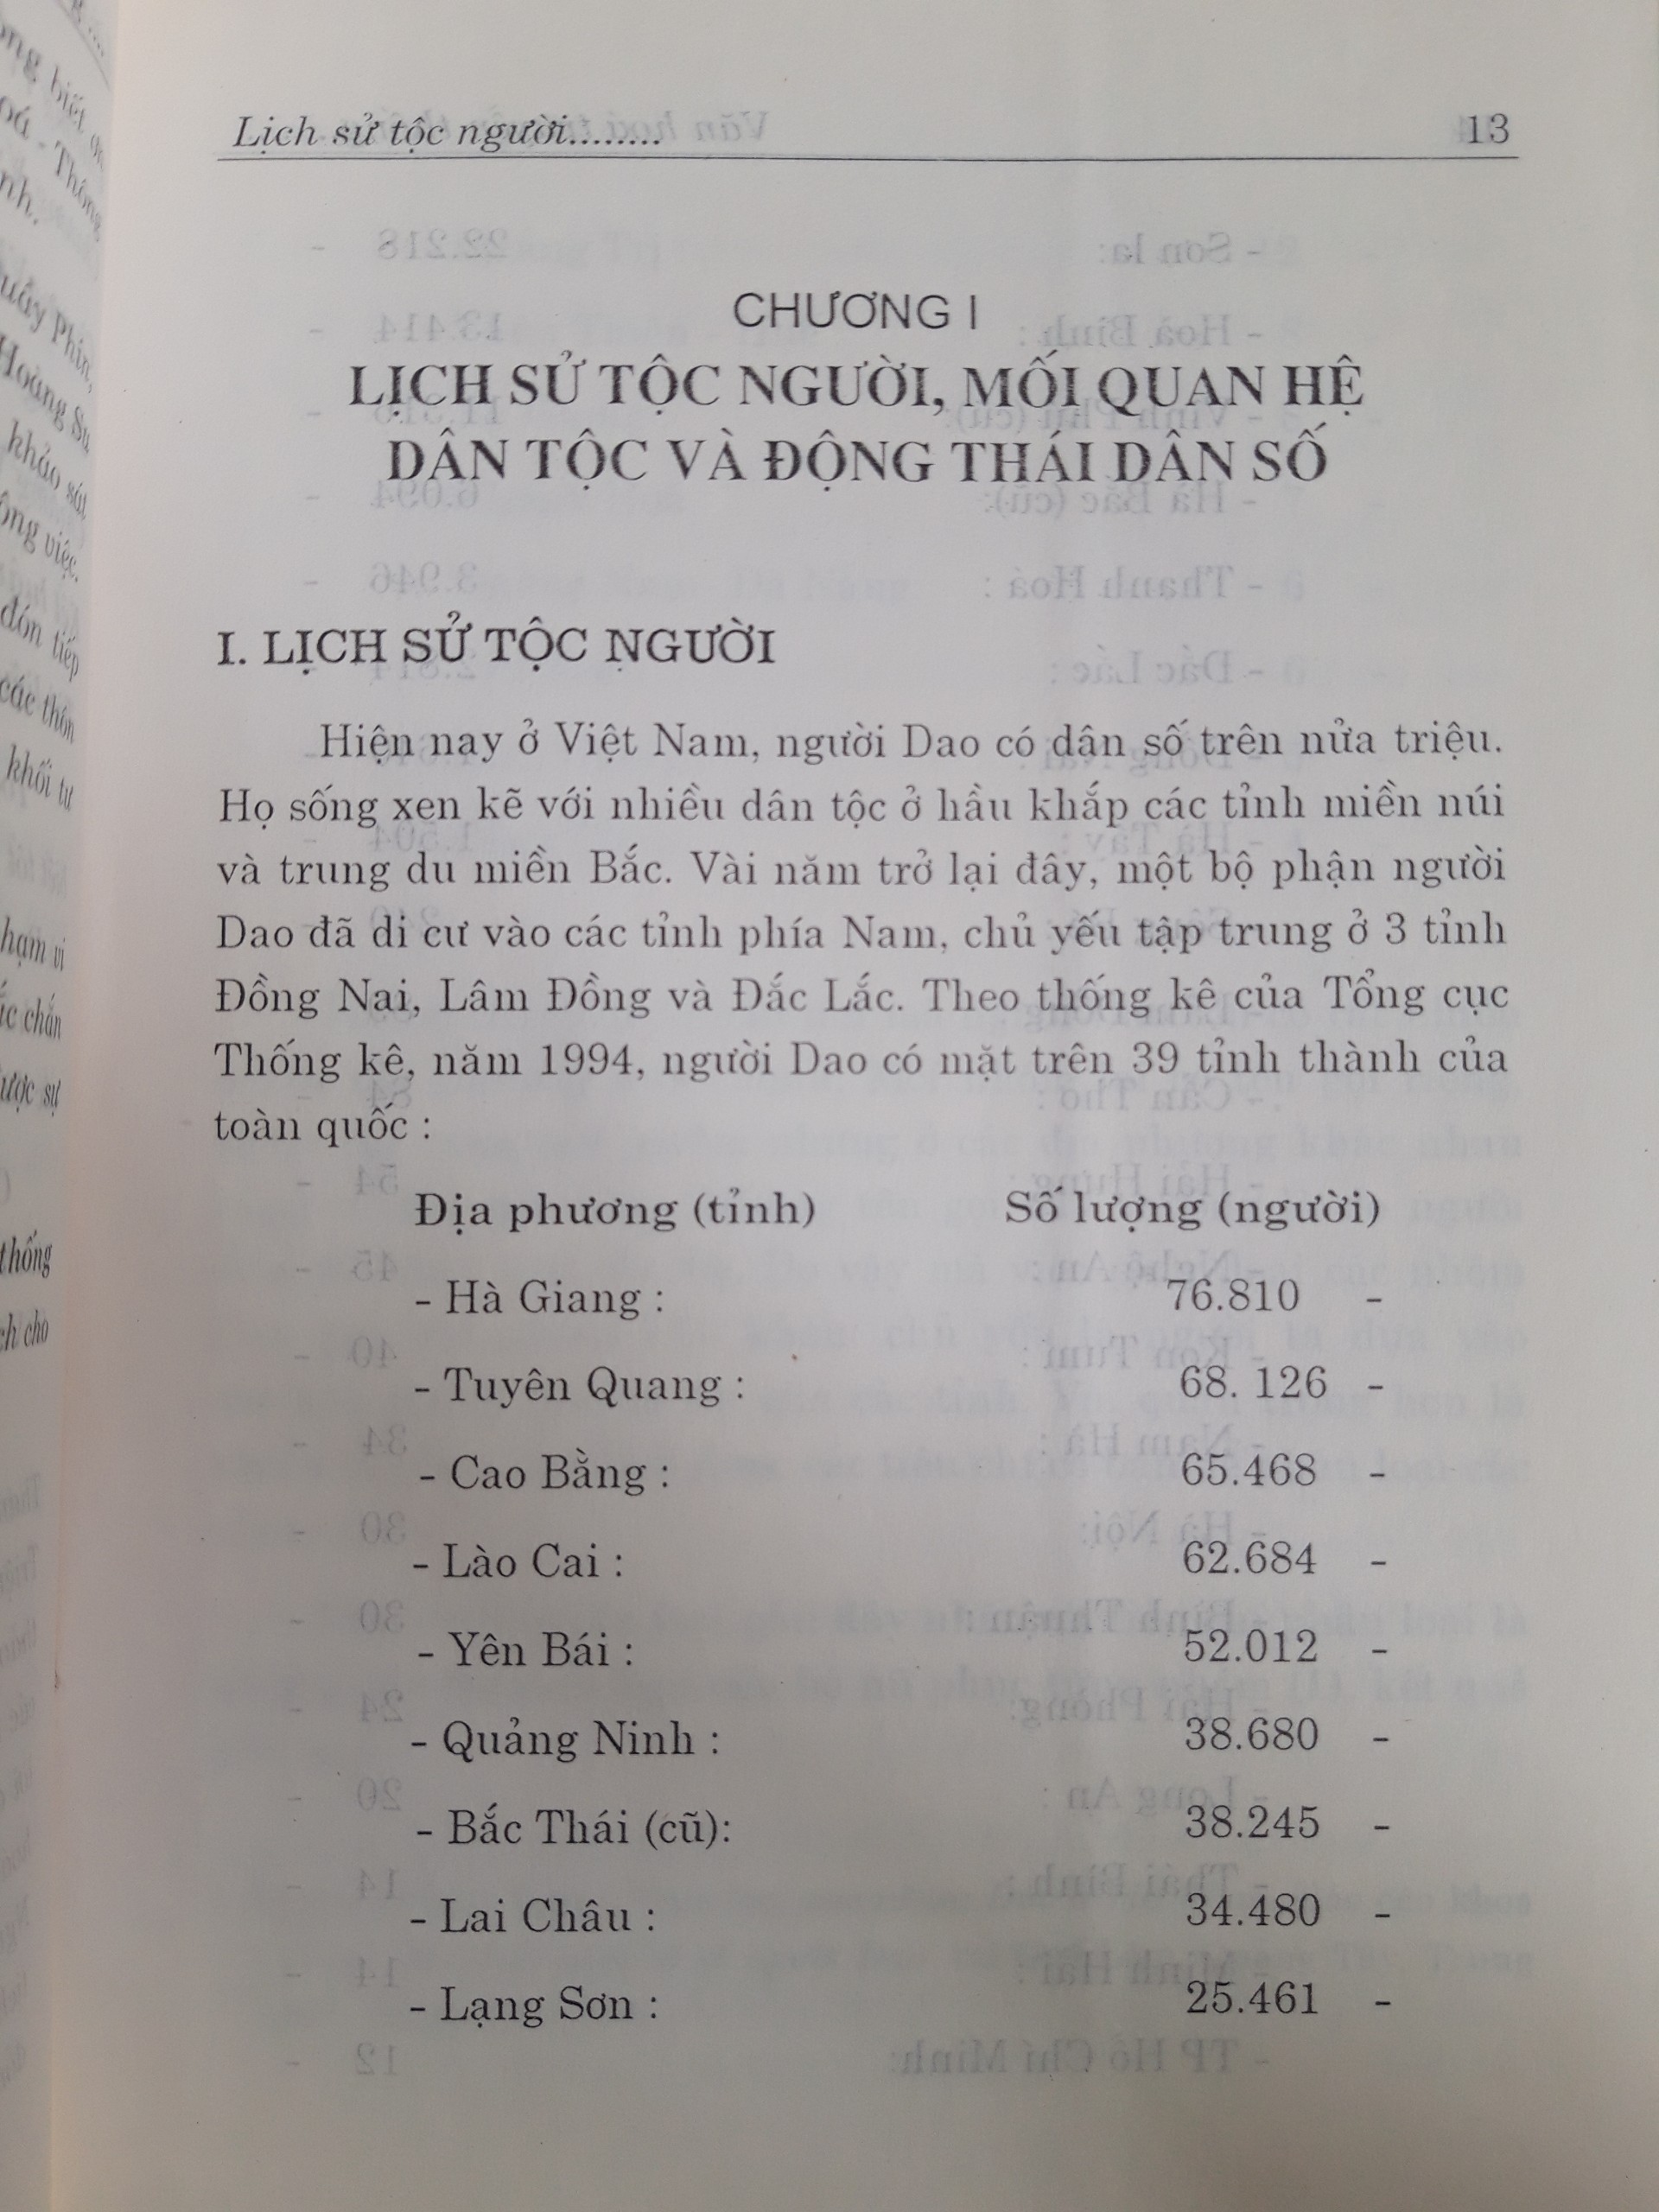 Lịch sử tộc người........ 13
CHƯƠNG I
LỊCH SỬ TỘC NGƯỜI, MỐI QUAN HỆ
DÂN TỘC VÀ ĐỘNG THÁI DÂN SỐ
I. LỊCH SỬ TỘC NGƯỜI
Hiện nay ở Việt Nam, người Dao có dân số trên nửa triệu.
Họ sống xen kẽ với nhiều dân tộc ở hầu khắp các tỉnh miền núi
và trung du miền Bắc. Vài năm trở lại đây, một bộ phận người
Dao đã di cư vào các tỉnh phía Nam, chủ yếu tập trung ở 3 tỉnh
Đồng Nai, Lâm Đồng và Đắc Lắc. Theo thống kê của Tổng cục
Thống kê, năm 1994, người Dao có mặt trên 39 tỉnh thành của
toàn quốc :
Địa phương (tỉnh) Số lượng (người)
- Hà Giang : 76.810 -
- Tuyên Quang : 68. 126 -
- Cao Bằng : 65.468 -
- Lào Cai : 62.684 -
- Yên Bái : 52.012 -
- Quảng Ninh : 38.680 -
- Bắc Thái (cũ): 38.245 -
- Lai Châu : 34.480 -
- Lạng Sơn : 25.461 -